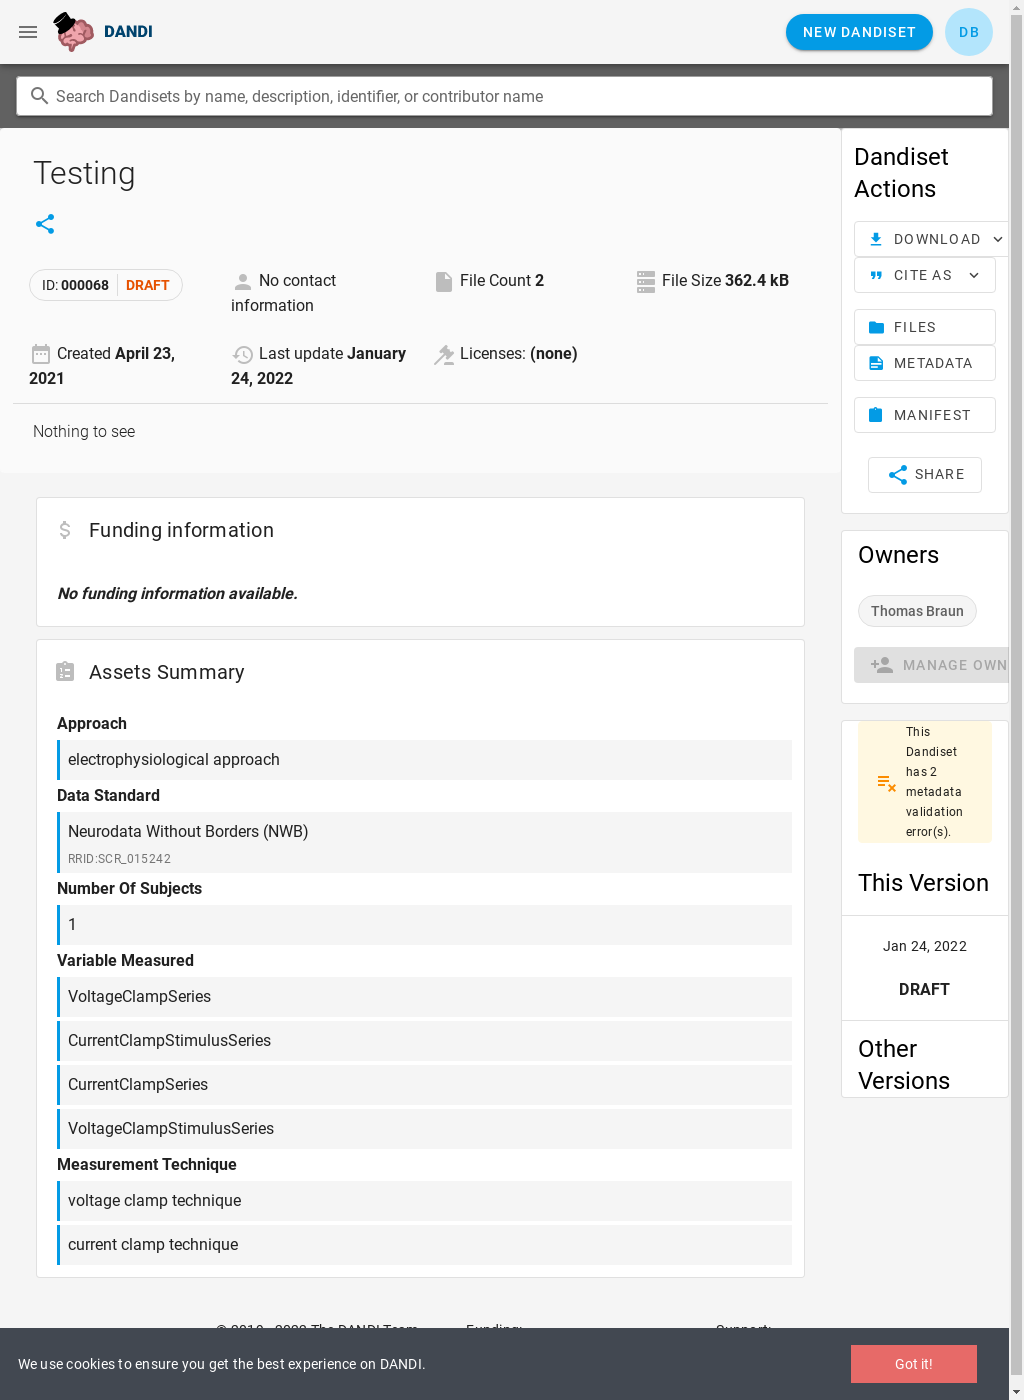 DANDI
NEW DANDISET
DB
Search Dandisets by name, description, identifier, or contributor name
Testing
ID: 000068 DRAFT
No contact
information
File Count 2
File Size 362.4 kB
Created April 23,
2021
Last update January
24, 2022
Licenses: (none)
Nothing to see
Funding information
No funding information available.
Assets Summary
Approach
electrophysiological approach
Data Standard
Neurodata Without Borders (NWB)
RRID:SCR_015242
Number Of Subjects
1
Variable Measured
VoltageClampSeries
CurrentClampStimulusSeries
CurrentClampSeries
VoltageClampStimulusSeries
Measurement Technique
voltage clamp technique
current clamp technique
Dandiset
Actions
DOWNLOAD
CITE AS
FILES
METADATA
MANIFEST
SHARE
Owners
Thomas Braun
MANAGE OWN
This
Dandiset
has 2
metadata
validation
error(s).
This Version
Jan 24, 2022
DRAFT
Other
Versions
The DANDI Team
Funding:
Support:
We use cookies to ensure you get the best experience on DANDI.
Got it!